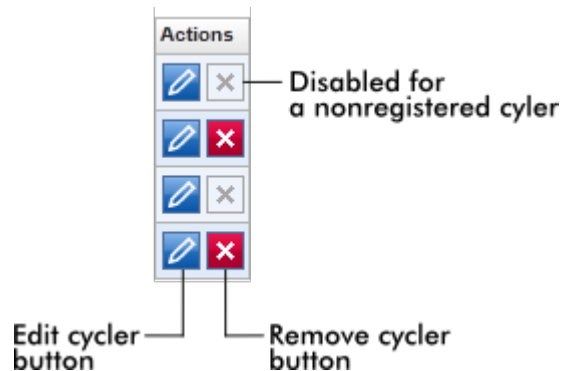 Actions
Disabled for
a nonregistered cyler
Edit cycler
button
Remove cycler
button